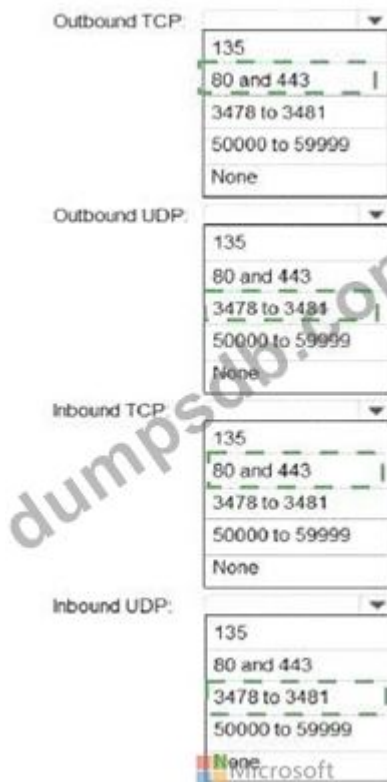 Outbound TCP:
135
80 and 443
3478 to 3481
50000 to 59999
None
Outbound UDP:
135
80 and 443
3478 to 3481
50000 to 59999
None
Inbound TCP:
135
80 and 443
3478 to 3481
50000 to 59999
None
Inbound UDP:
135
80 and 443
3478 to 3481
50000 to 59999
None
Microsoft
dumpsdb.com